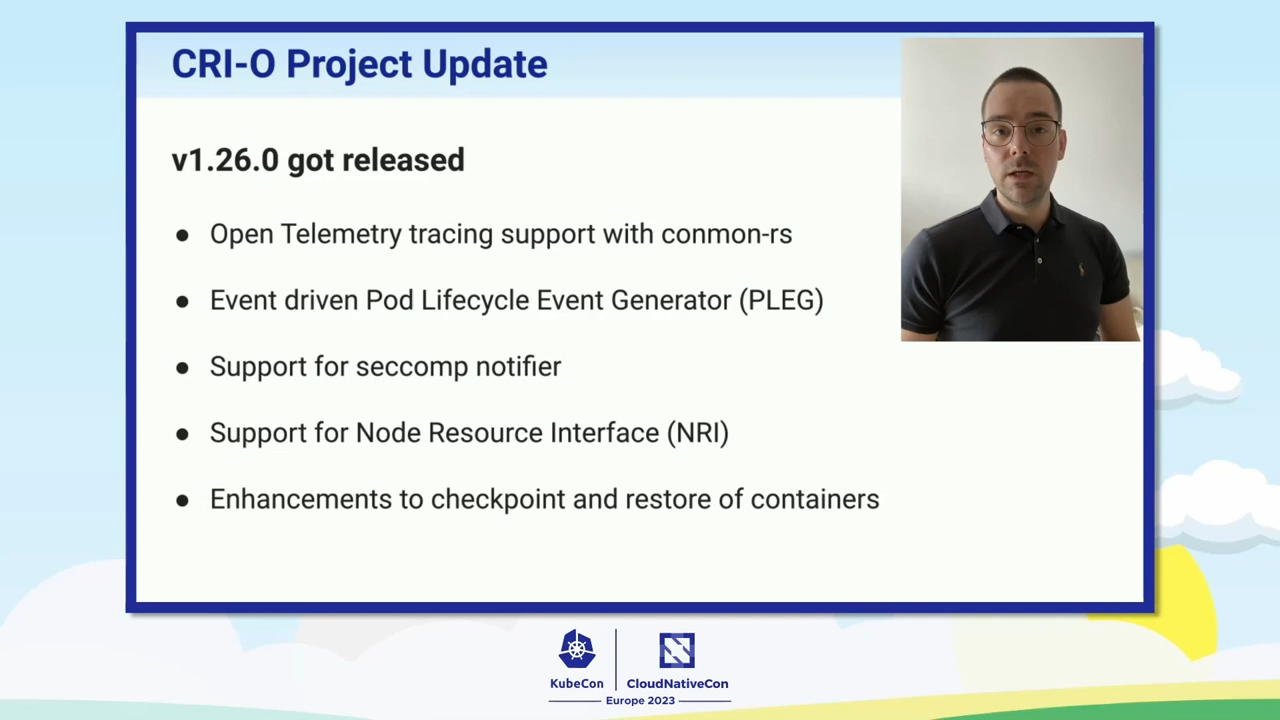 CRI-O Project Update
v1.26.0 got released
● Open Telemetry tracing support with conmon-rs
● Event driven Pod Lifecycle Event Generator (PLEG)
● Support for seccomp notifier
● Support for Node Resource Interface (NRI)
● Enhancements to checkpoint and restore of containers
KubeCon
CloudNativeCon
Europe 2023